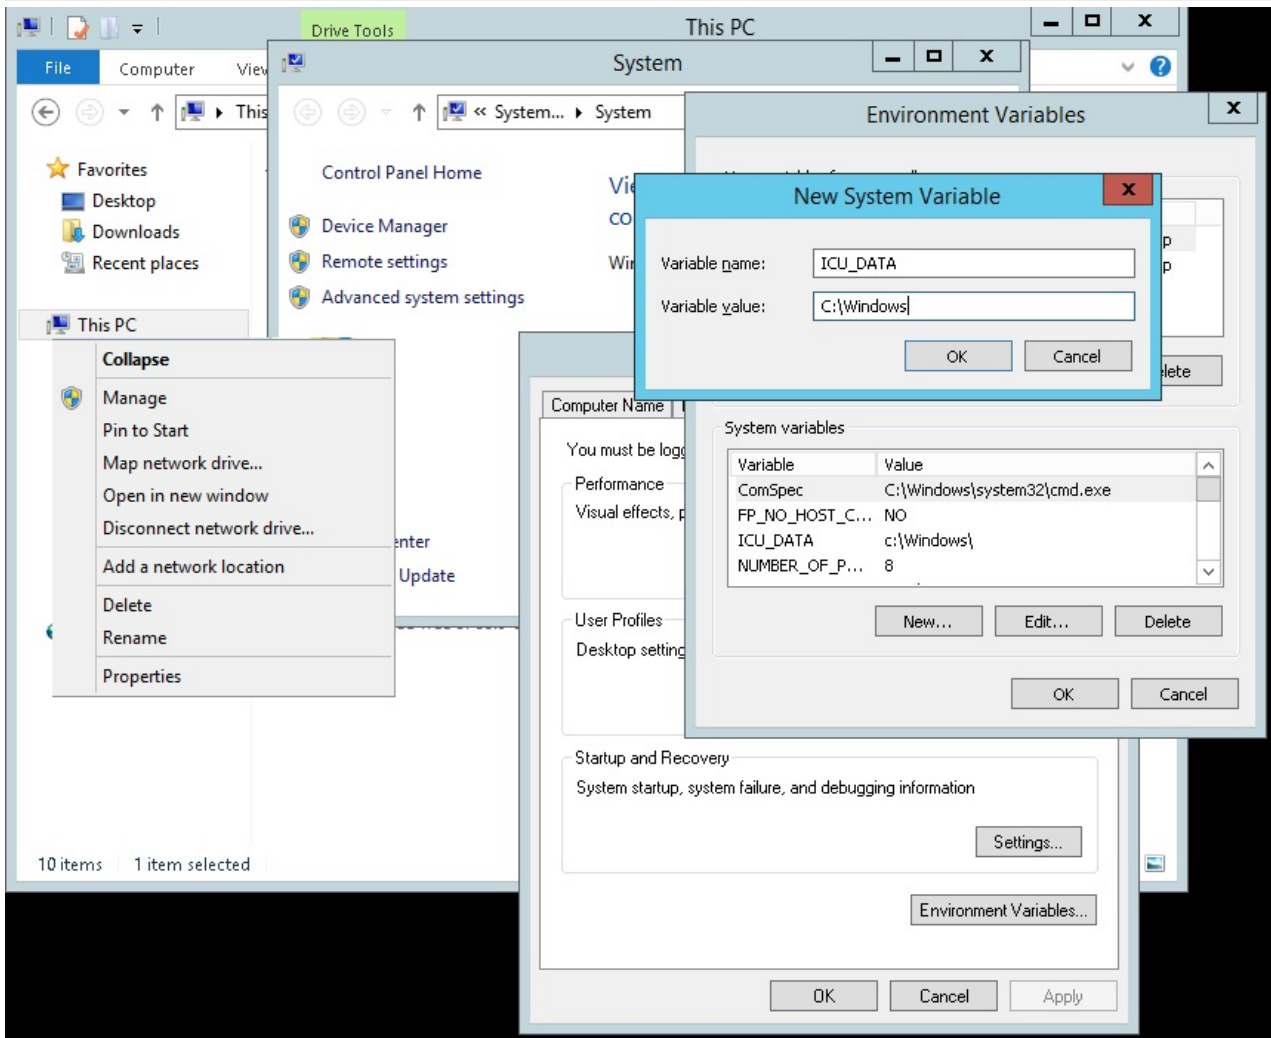 Drive Tools
This PC
File
Computer
View
This
Favorites
Desktop
Downloads
Recent places
This PC
Collapse
Manage
Pin to Start
Map network drive...
Open in new window
Disconnect network drive...
Add a network location
Delete
Rename
Properties
10 items
1 item selected
System
« System... System
Control Panel Home
Device Manager
Remote settings
Advanced system settings
Update
Computer Name
You must be logg
Performance
Visual effects, p
User Profiles
Desktop setting
Startup and Recovery
System startup, system failure, and debugging information
Settings...
Environment Variables...
OK Cancel Apply
Environment Variables
New System Variable
Variable name: ICU_DATA
Variable value: C:\Windows
OK Cancel
System variables
Variable Value
ComSpec C:\Windows\system32\cmd.exe
FP_NO_HOST_C... NO
ICU_DATA c:\Windows\
NUMBER_OF_P... 8
New... Edit... Delete
OK Cancel